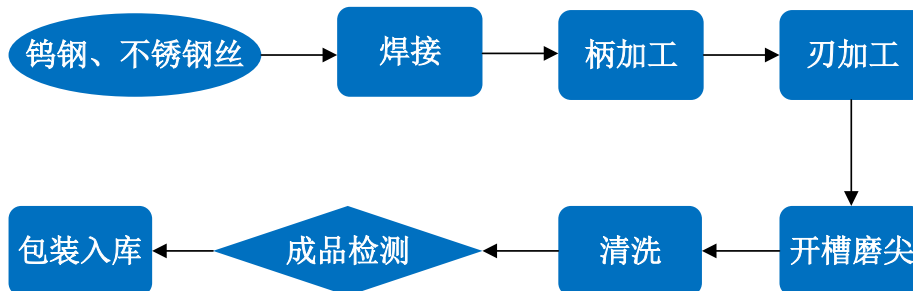 钨钢、不锈钢丝
焊接
柄加工
刃加工
开槽磨尖
清洗
成品检测
包装入库